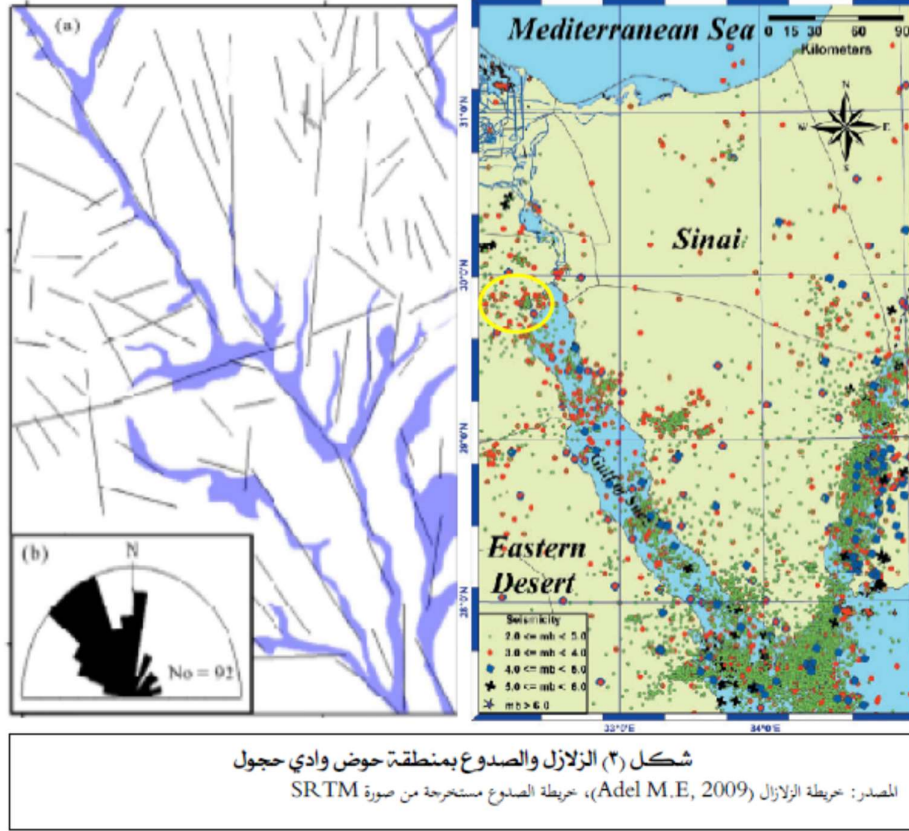 (a)
(b)
N
No = 92
Mediterranean Sea
0 15 30 60 90
Kilometers
N
W E
S
Sinai
Gulf of Suez
Eastern
Desert
31°0'N
30°0'N
29°0'N
28°0'N
33°0'E
34°0'E
Seismicity
2.0 <= mb < 3.0
3.0 <= mb < 4.0
4.0 <= mb < 5.0
5.0 <= mb < 6.0
mb > 6.0
شكل (٣) الزلازل والصدوع بمنطقة حوض وادي حجول
المصدر: خريطة الزلازل (Adel M.E, 2009)، خريطة الصدوع مستخرجة من صورة SRTM